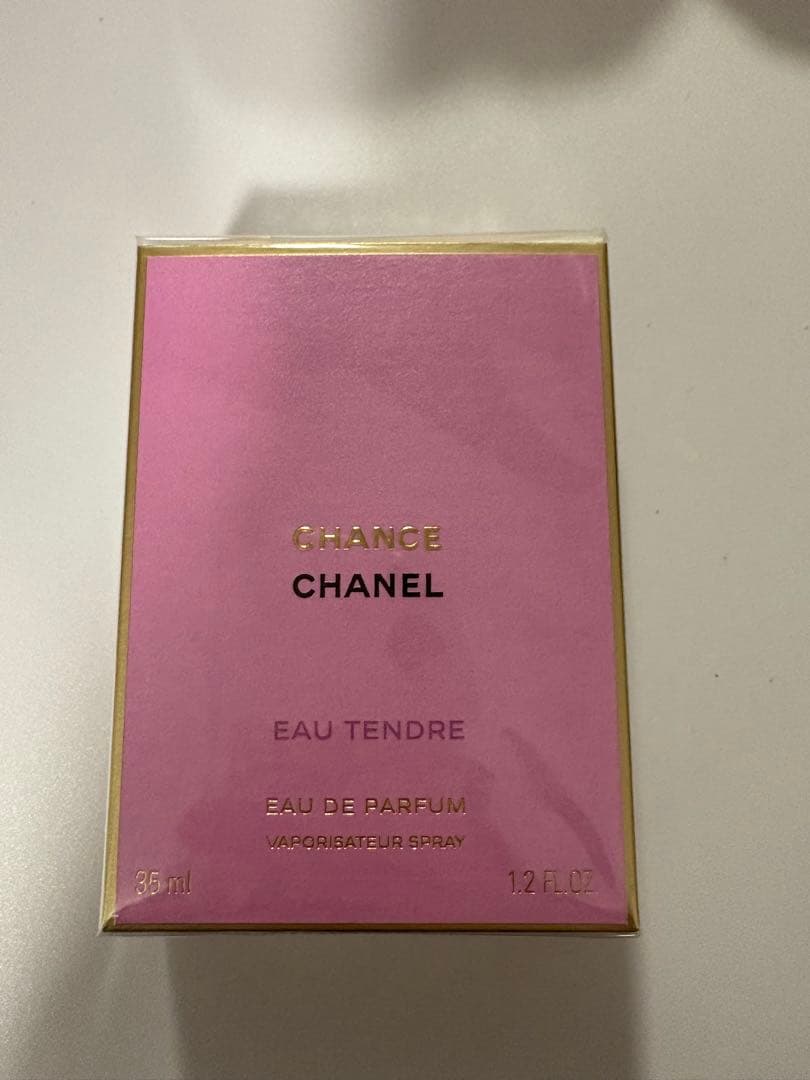 CHANCE
CHANEL
EAU TENDRE
EAU DE PARFUM
VAPORISATEUR SPRAY
35 ml 1.2 FL.OZ